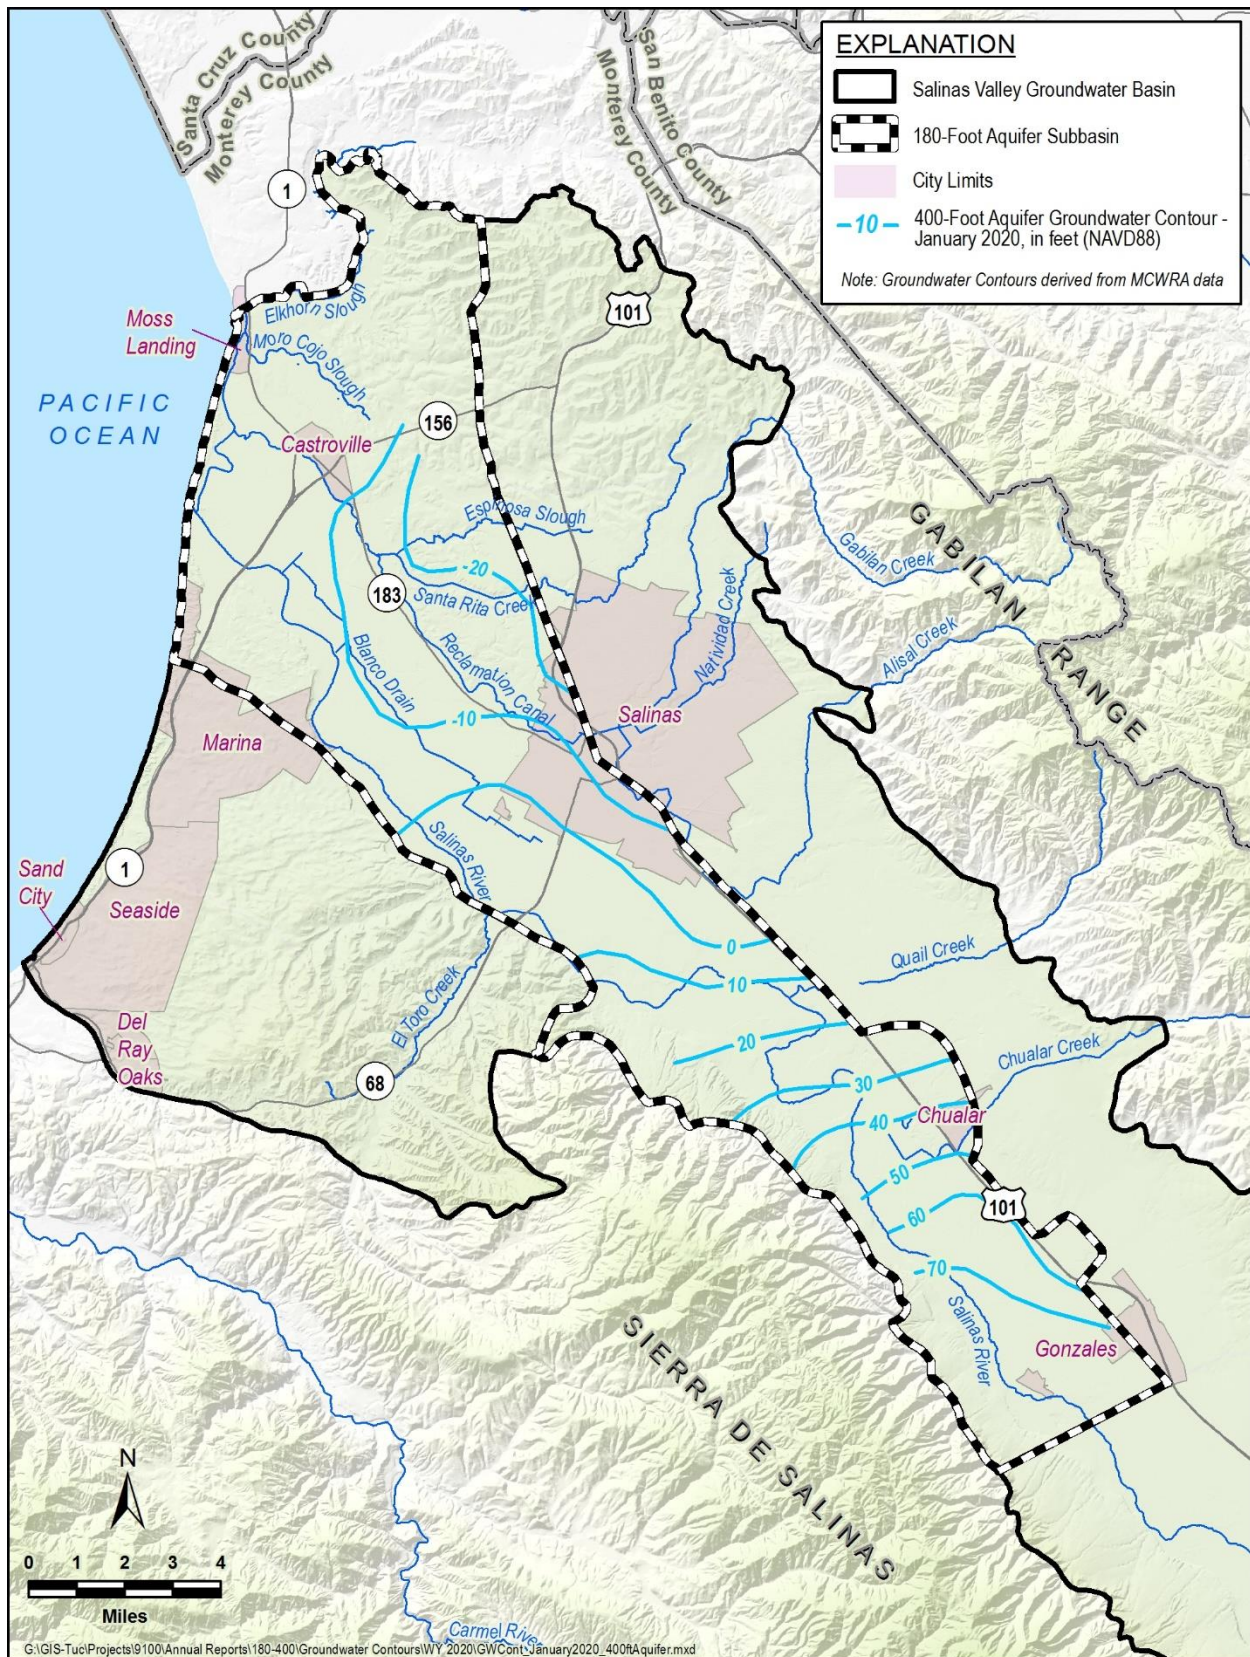 EXPLANATION
Salinas Valley Groundwater Basin
180-Foot Aquifer Subbasin
City Limits
-10
400-Foot Aquifer Groundwater Contour -
January 2020, in feet (NAVD88)
Note: Groundwater Contours derived from MCWRA data
Santa Cruz County
Monterey County
San Benito County
Monterey County
1
101
Elkhorn Slough
Moss
Landing
Moro Cojo Slough
PACIFIC
OCEAN
156
Castroville
Espinosa Slough
GABILAN
RANGE
Gabilan Creek
-20
183
Santa Rita Creek
Natividad Creek
Alisal Creek
Blanco Drain
Reclamation Canal
Salinas
-10
Marina
Salinas River
1
Sand
City
Seaside
0
Quail Creek
10
El Toro Creek
Del
Ray
Oaks
20
Chualar Creek
68
30
40
Chualar
50
101
60
70
Salinas River
Gonzales
SIERRA DE SALINAS
N
0 1 2 3 4
Miles
Carmel River
G:\GIS-Tuc\Projects\9100\Annual Reports\180-400\Groundwater Contours\WY 2020\GWCont_January2020_400ftAquifer.mxd